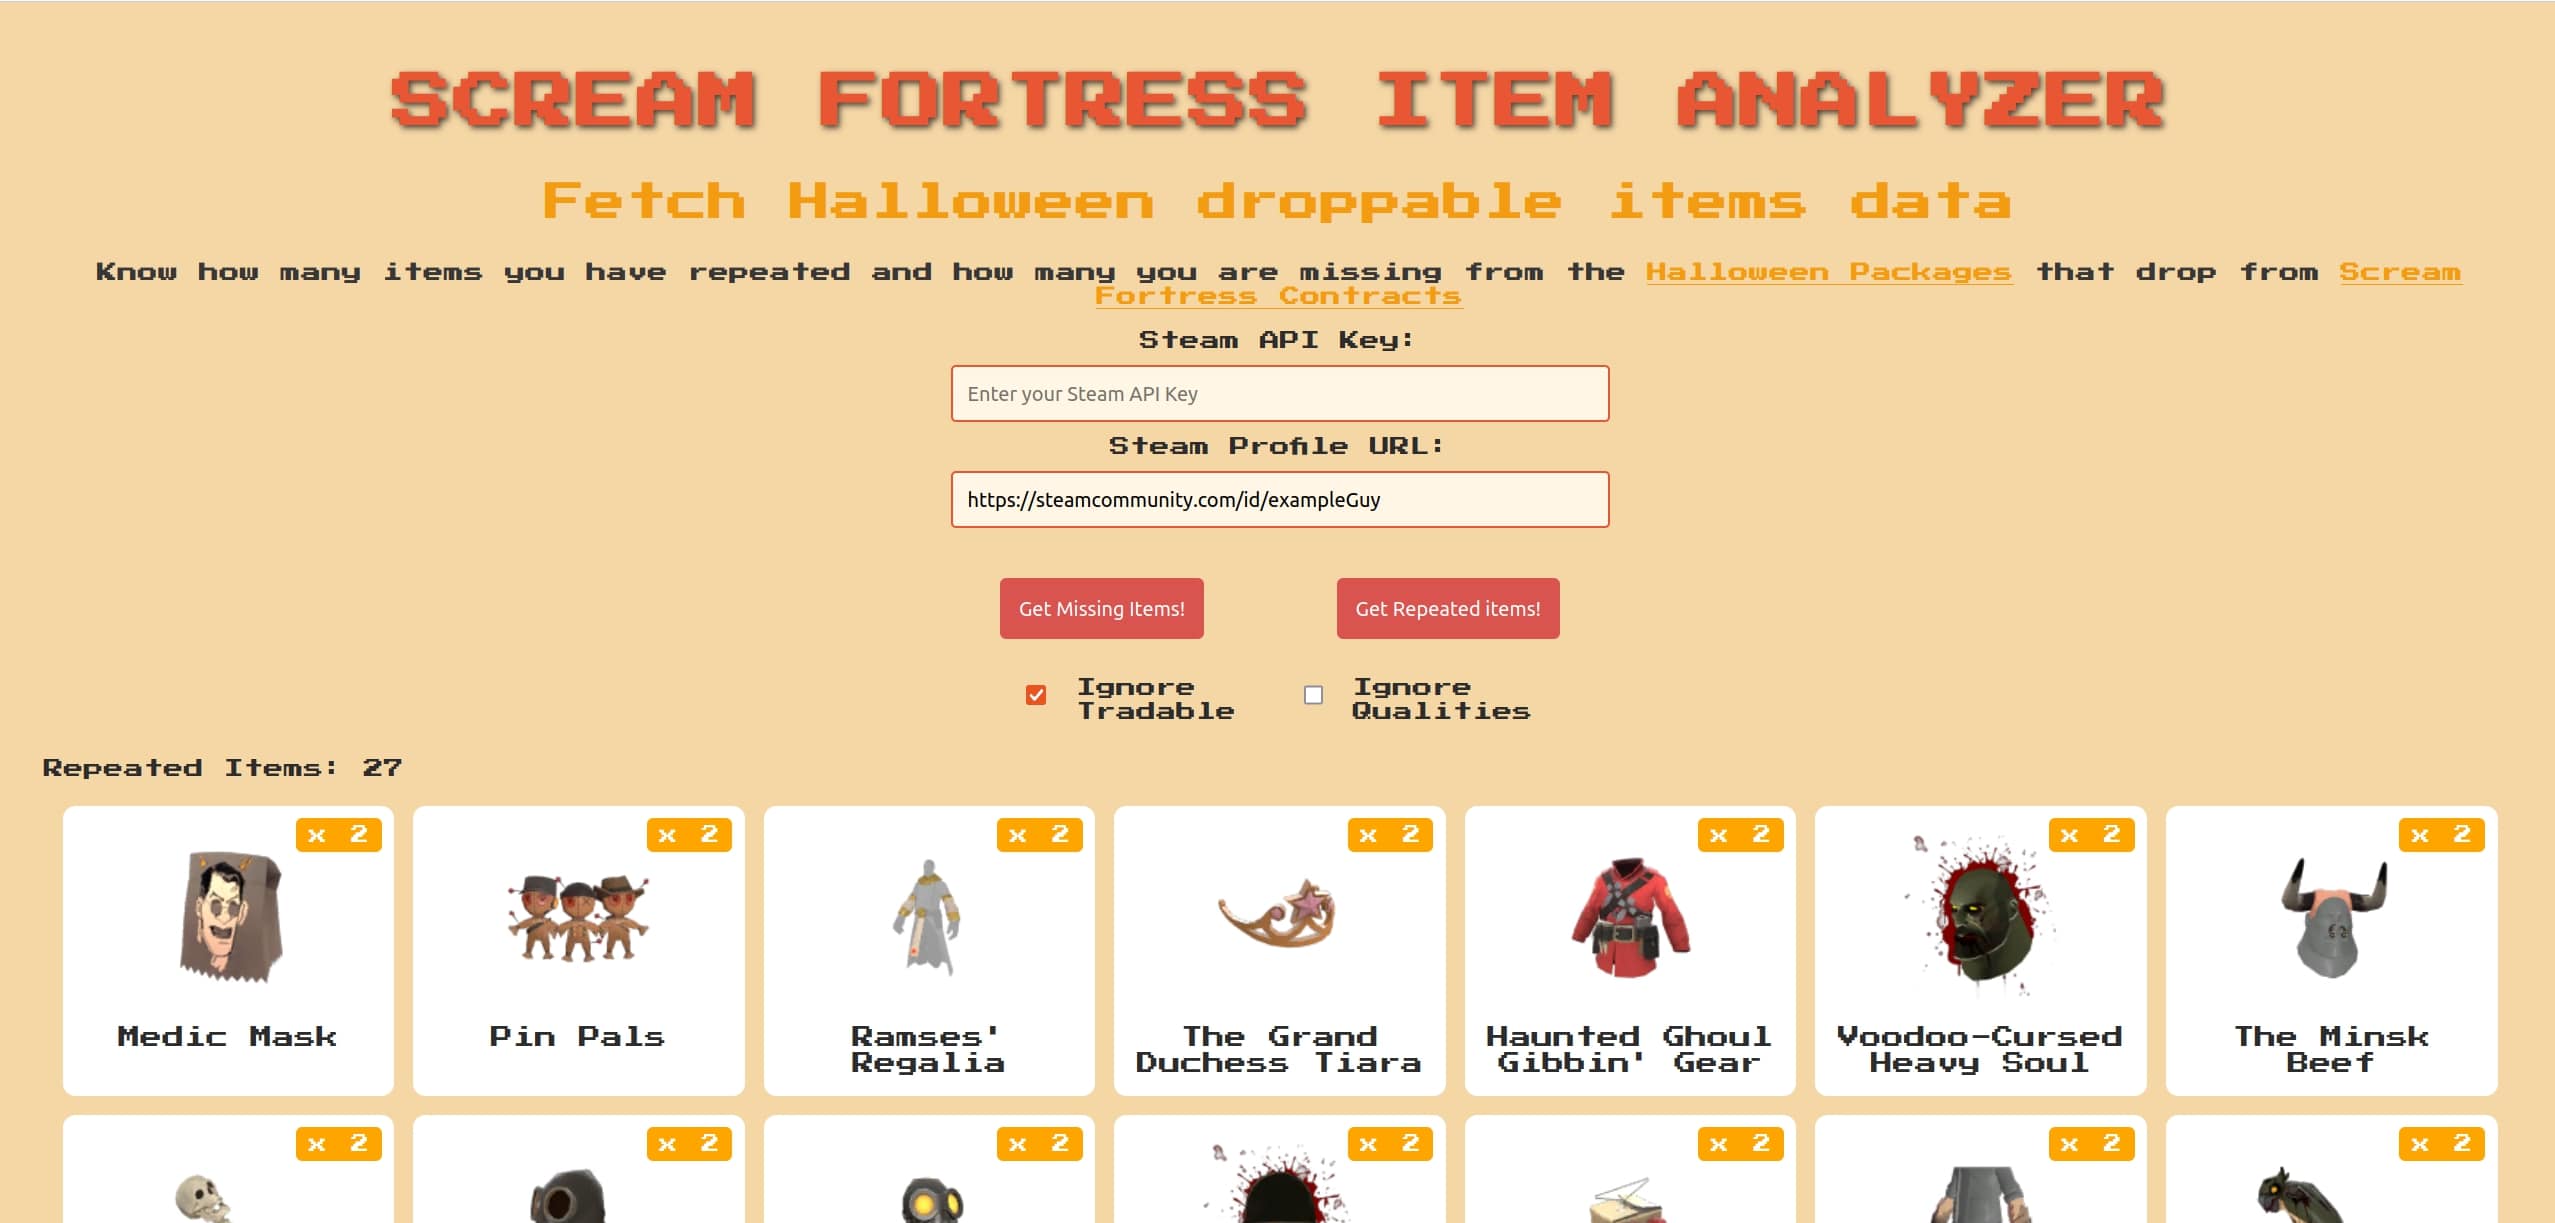 SCREAM FORTRESS ITEM ANALYZER
Fetch Halloween droppable items data
Know how many items you have repeated and how many you are missing from the Halloween Packages that drop from Scream
Fortress Contracts
Steam API Key:
Enter your Steam API Key
Steam Profile URL:
https://steamcommunity.com/id/exampleGuy
Get Missing Items!
Get Repeated items!
Ignore
Tradable
Ignore
Qualities
Repeated Items: 27
x 2
Medic Mask
x 2
Pin Pals
x 2
Ramses'
Regalia
x 2
The Grand
Duchess Tiara
x 2
Haunted Ghoul
Gibbin' Gear
x 2
Voodoo-Cursed
Heavy Soul
x 2
The Minsk
Beef
x 2
x 2
x 2
x 2
x 2
x 2
x 2